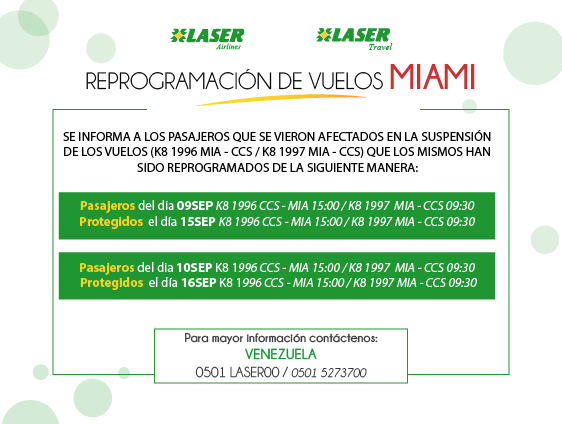 LASER
Airlines
LASER
Travel
REPROGRAMACIÓN DE VUELOS MIAMI
SE INFORMA A LOS PASAJEROS QUE SE VIERON AFECTADOS EN LA SUSPENSIÓN
DE LOS VUELOS (K8 1996 MIA - CCS / K8 1997 MIA - CCS) QUE LOS MISMOS HAN
SIDO REPROGRAMADOS DE LA SIGUIENTE MANERA:
Pasajeros del día 09SEP K8 1996 CCS - MIA 15:00 / K8 1997 MIA - CCS 09:30
Protegidos el día 15SEP K8 1996 CCS - MIA 15:00 / K8 1997 MIA - CCS 09:30
Pasajeros del dia 10SEP K8 1996 CCS - MIA 15:00 / K8 1997 MIA - CCS 09:30
Protegidos el día 16SEP K8 1996 CCS - MIA 15:00 / K8 1997 MIA - CCS 09:30
Para mayor información contáctenos:
VENEZUELA
0501 LASER00 / 0501 5273700